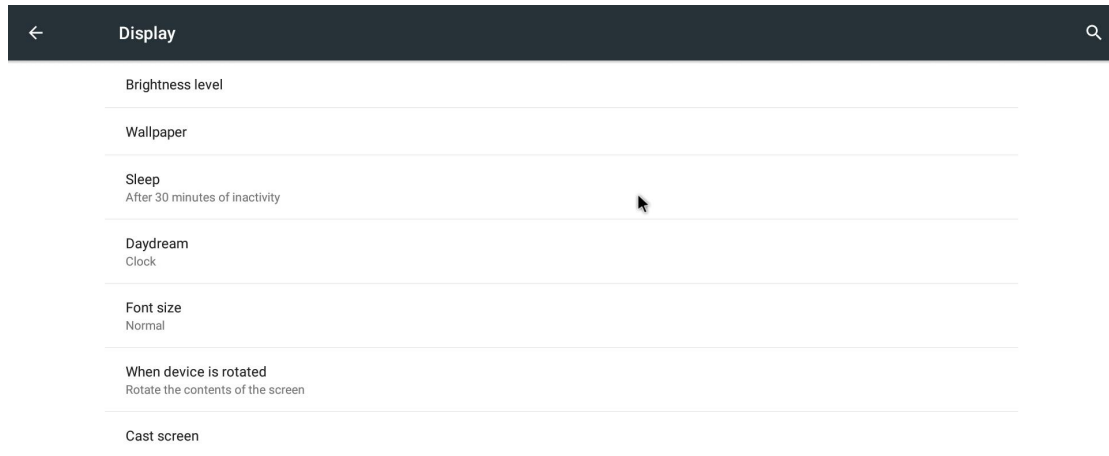 Display
Brightness level
Wallpaper
Sleep
After 30 minutes of inactivity
Daydream
Clock
Font size
Normal
When device is rotated
Rotate the contents of the screen
Cast screen